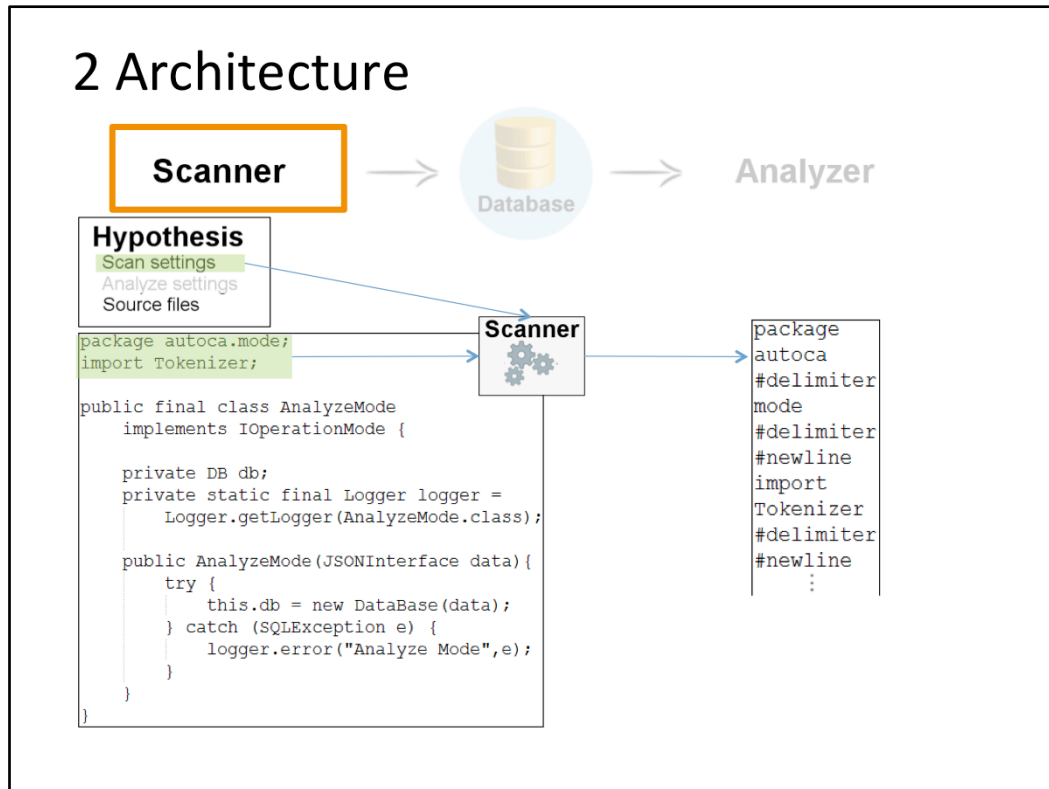 2 Architecture
Scanner
Database
Analyzer
Hypothesis
Scan settings
Analyze settings
Source files
package autoca.mode;
import Tokenizer;
public final class AnalyzeMode
implements IOperationMode {
private DB db;
private static final Logger logger =
Logger.getLogger(AnalyzeMode.class);
public AnalyzeMode(JSONInterface data){
try {
this.db = new DataBase(data);
} catch (SQLException e) {
logger.error("Analyze Mode",e);
}
}
}
Scanner
package
autoca
#delimiter
mode
#delimiter
#newline
import
Tokenizer
#delimiter
#newline
⋮